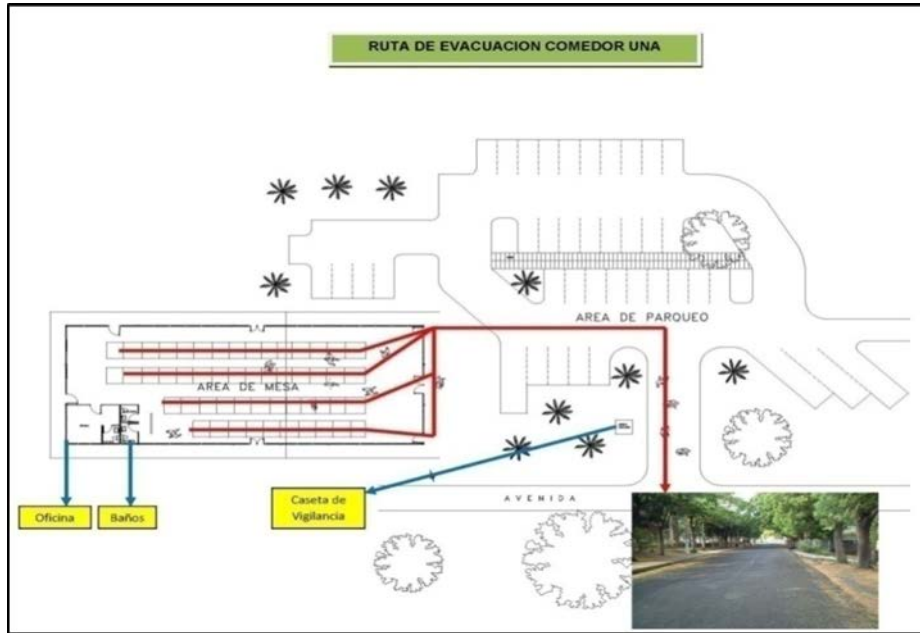 RUTA DE EVACUACION COMEDOR UNA
AREA DE PARQUEO
AREA DE MESA
Oficina
Baños
Caseta de
Vigilancia
AVENIDA